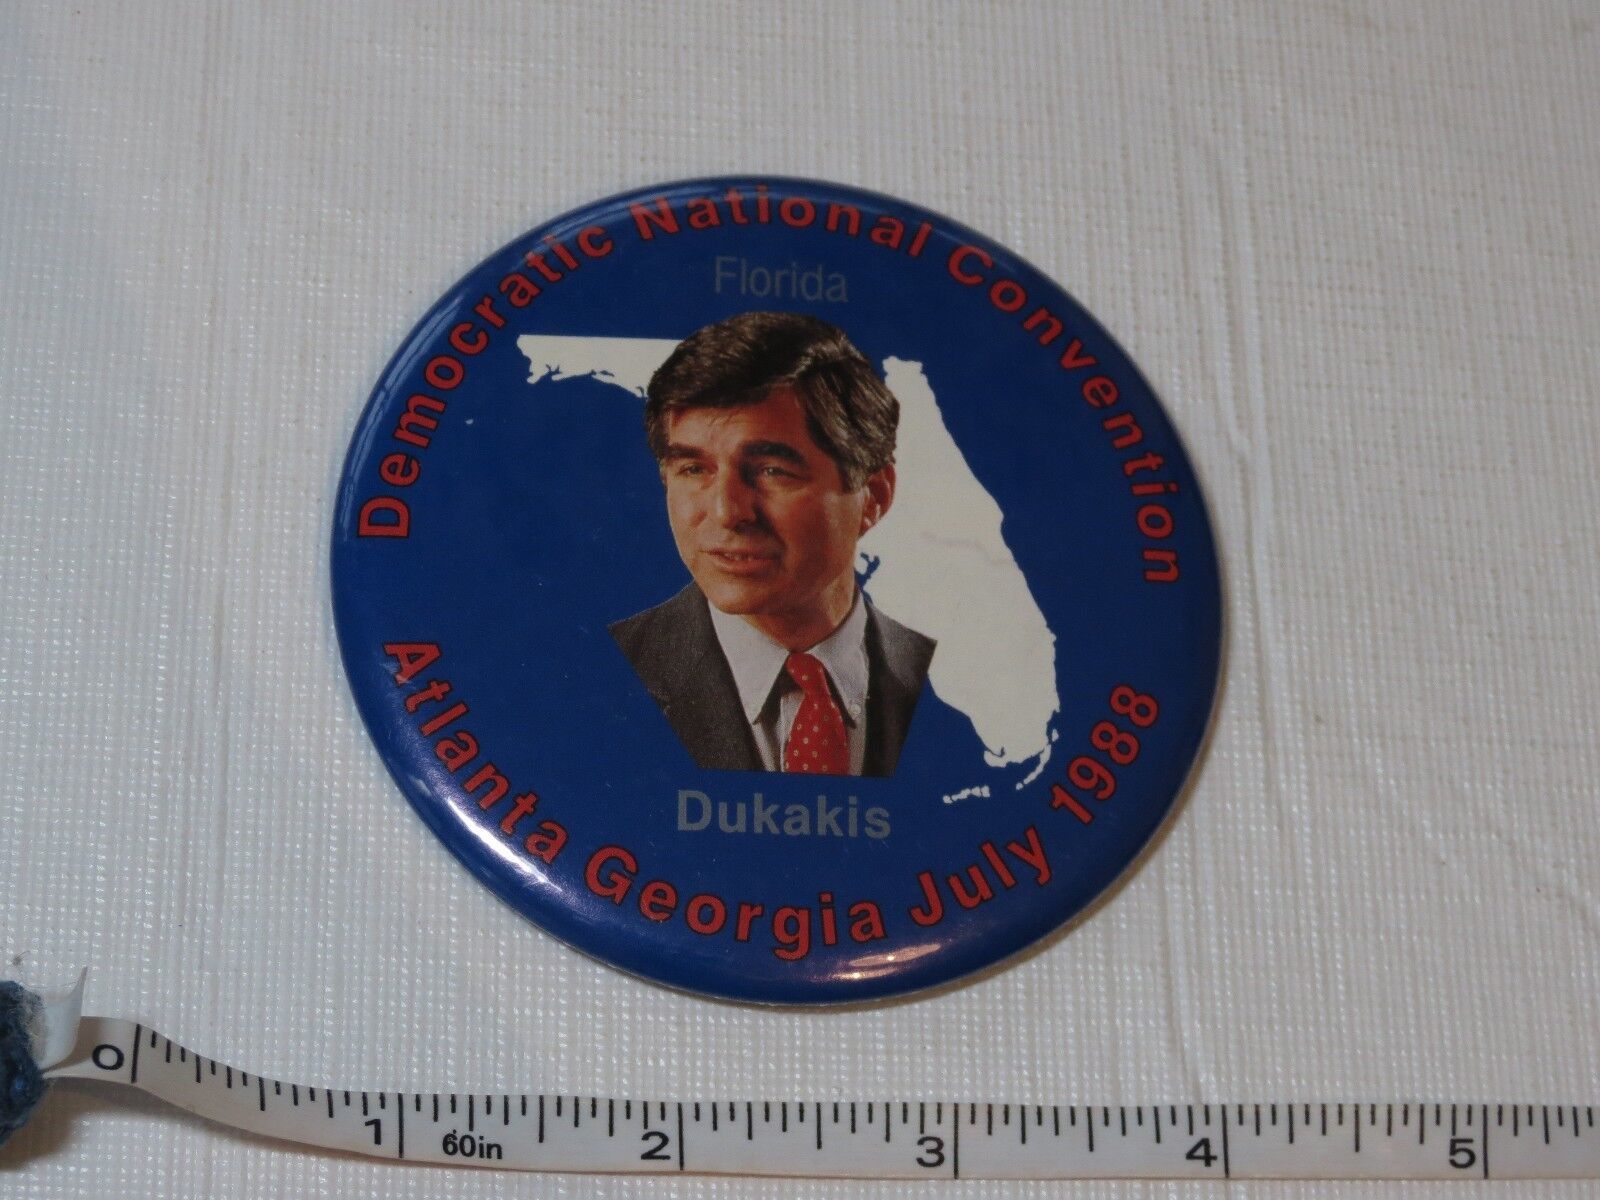 Democratic National Convention
Florida
Dukakis
Atlanta Georgia July 1988
0 1 60in 2 3 4 5